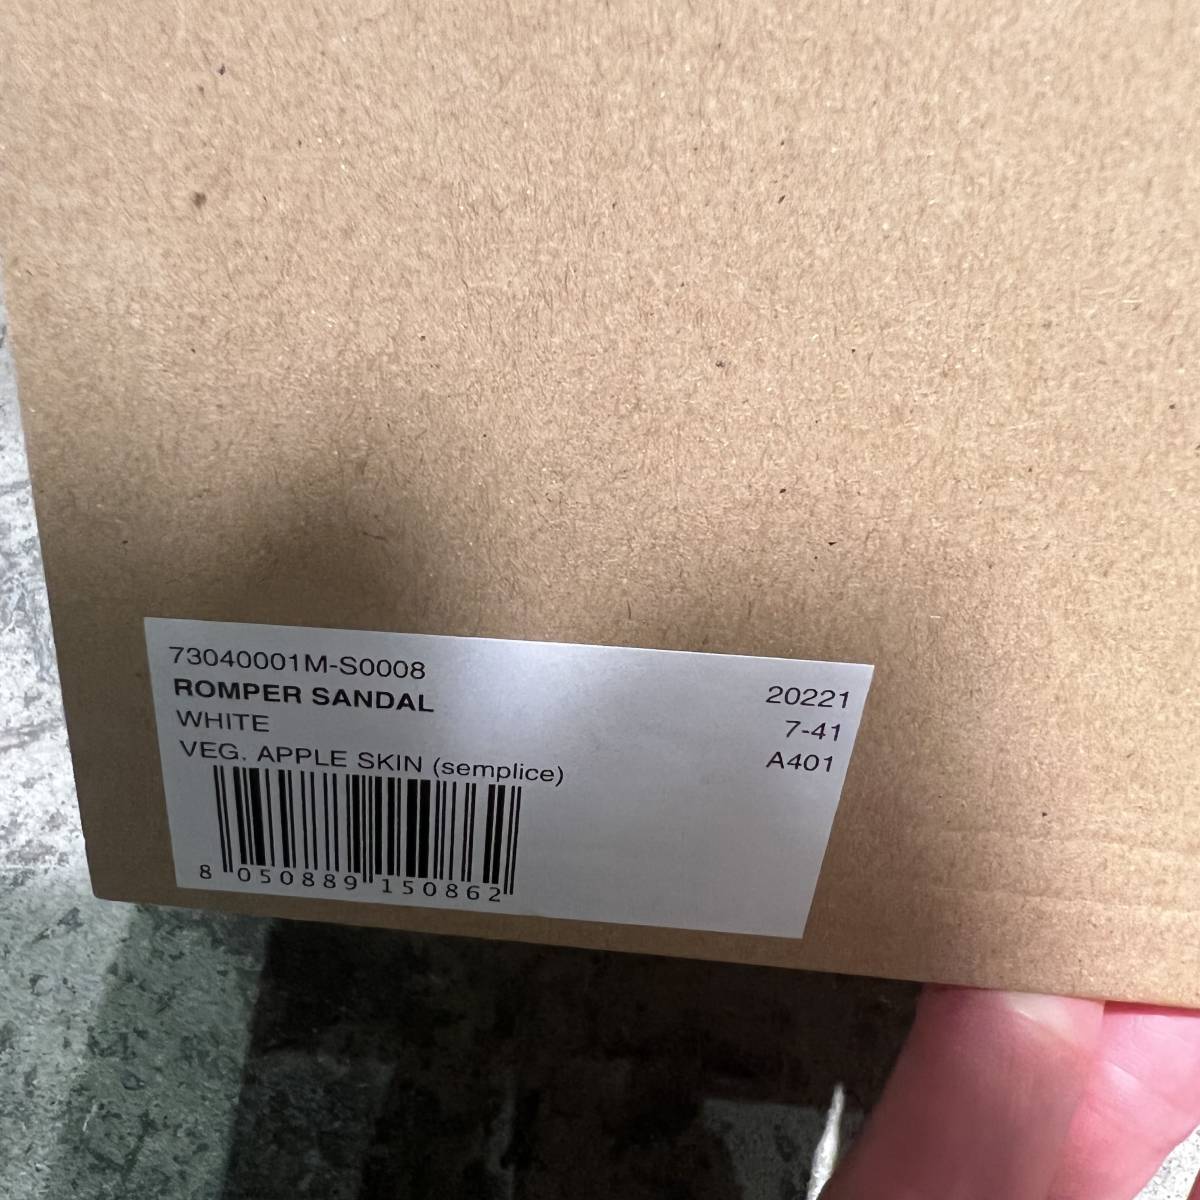 73040001M-S0008
ROMPER SANDAL 20221
WHITE 7-41
VEG. APPLE SKIN (semplice) A401
8 050889 150862